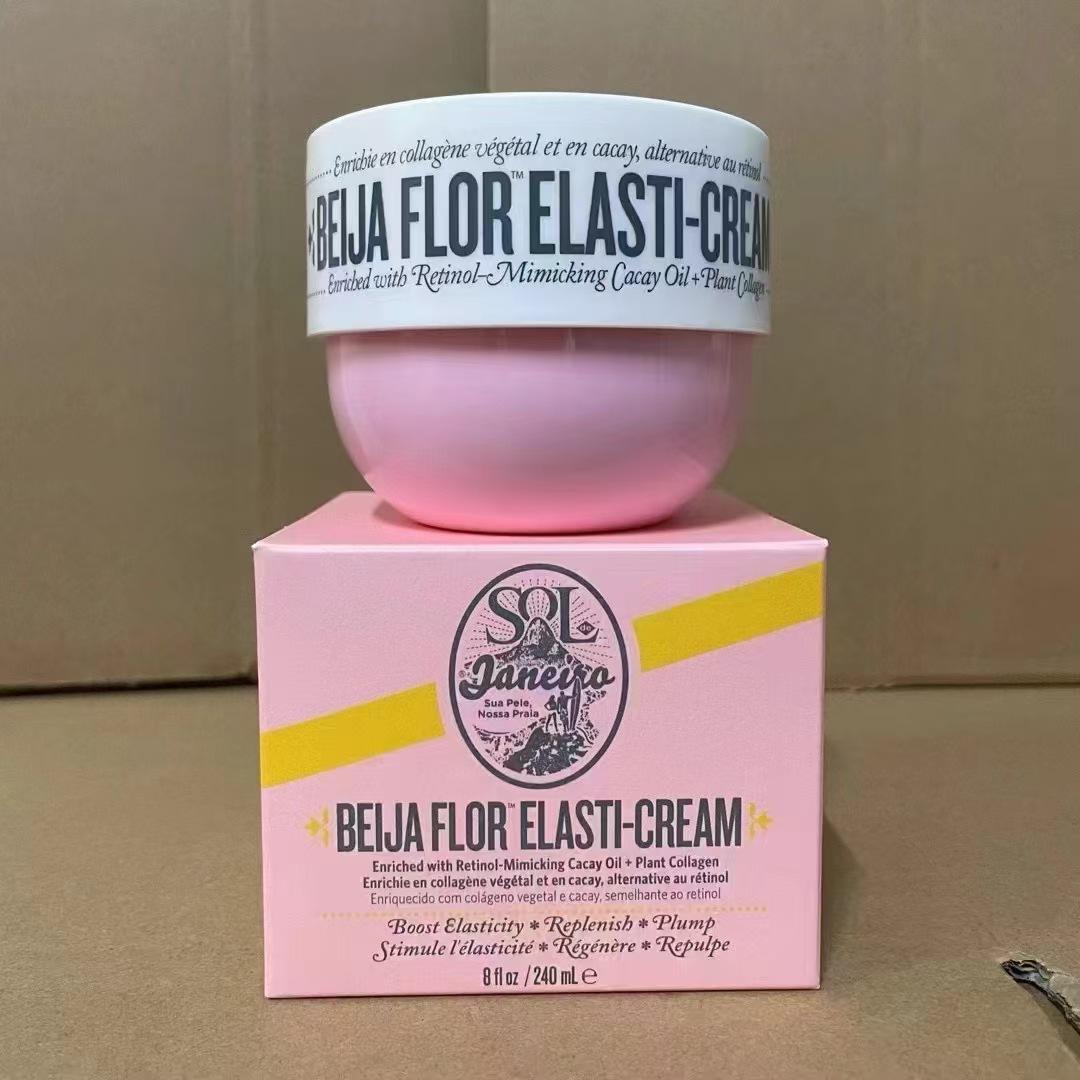 Enrichie en collagène végétal et en cacay, alternative au rétinol
BEIJA FLOR™ ELASTI-CREAM
Enriched with Retinol-Mimicking Cacay Oil + Plant Collagen
SOL de
Janeiro®
Sua Pele,
Nossa Praia
BEIJA FLOR™ ELASTI-CREAM
Enriched with Retinol-Mimicking Cacay Oil + Plant Collagen
Enrichie en collagène végétal et en cacay, alternative au rétinol
Enriquecido com colágeno vegetal e cacay, semelhante ao retinol
Boost Elasticity * Replenish * Plump
Stimule l'élasticité * Régénère * Repulpe
8 fl oz / 240 mL ℮